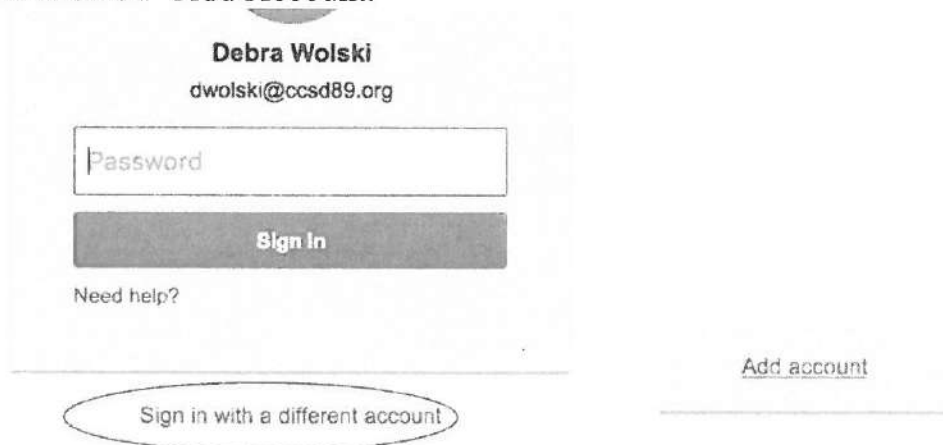 Debra Wolski
dwolski@ccsd89.org
Password
Sign in
Need help?
Add account
Sign in with a different account